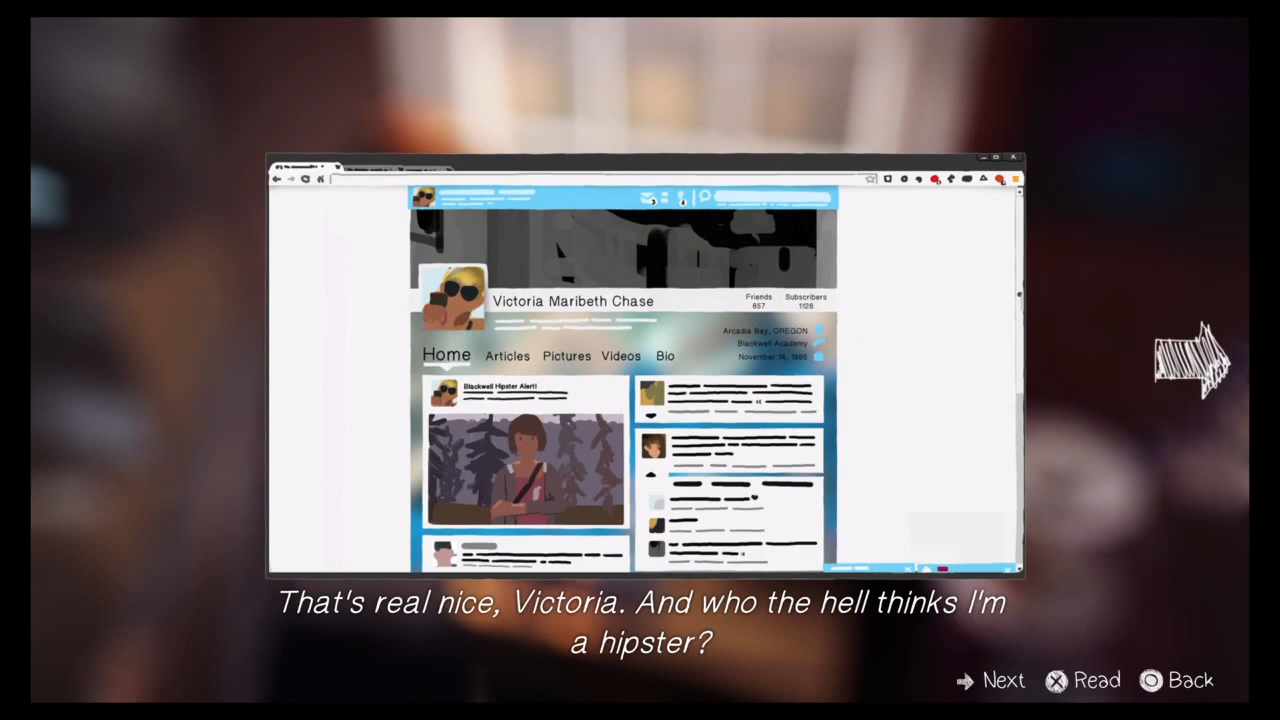 Victoria Maribeth Chase
Friends
857
Subscribers
1126
Arcadia Bay, OREGON
Blackwell Academy
November 14, 1995
Home Articles Pictures Videos Bio
Blackwell Hipster Alert!
That's real nice, Victoria. And who the hell thinks I'm
a hipster?
Next Read Back